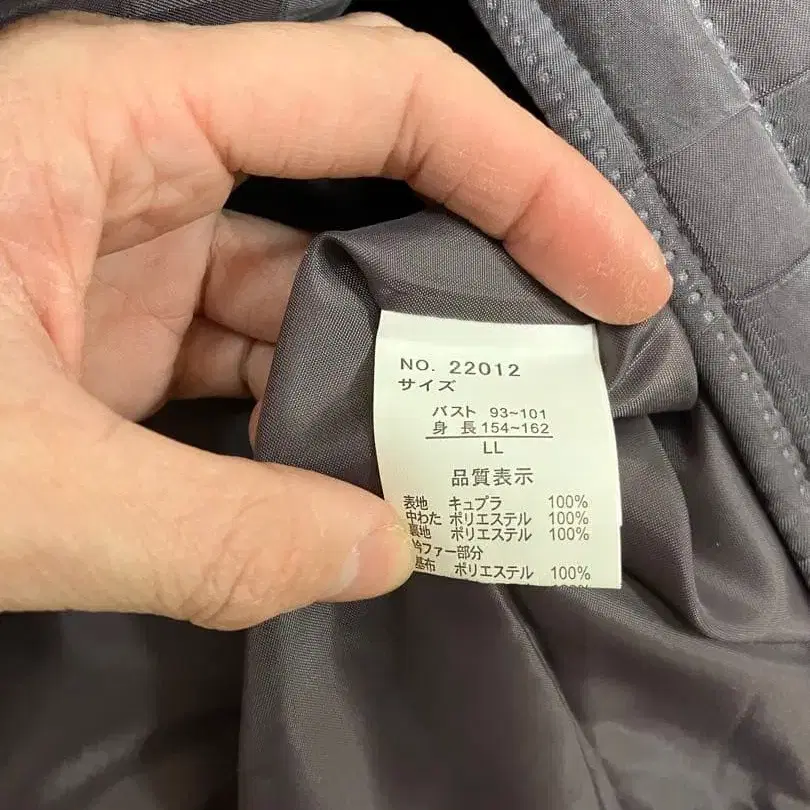 NO. 22012
サイズ
バスト 93~101
身 長 154~162
LL
品質表示
表地 キュプラ 100%
中わた ポリエステル 100%
裏地 ポリエステル 100%
衿ファー部分
基布 ポリエステル 100%